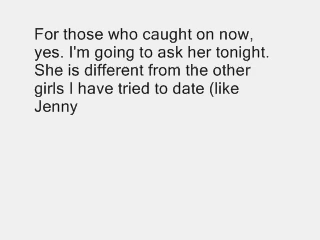 For those who caught on now,
yes. I'm going to ask her tonight.
She is different from the other
girls I have tried to date (like
Jenny